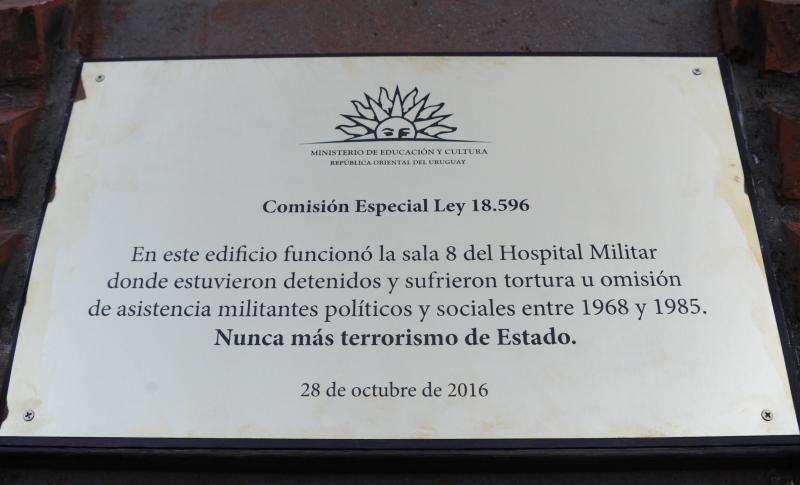 MINISTERIO DE EDUCACIÓN Y CULTURA
REPÚBLICA ORIENTAL DEL URUGUAY
Comisión Especial Ley 18.596
En este edificio funcionó la sala 8 del Hospital Militar
donde estuvieron detenidos y sufrieron tortura u omisión
de asistencia militantes políticos y sociales entre 1968 y 1985.
Nunca más terrorismo de Estado.
28 de octubre de 2016